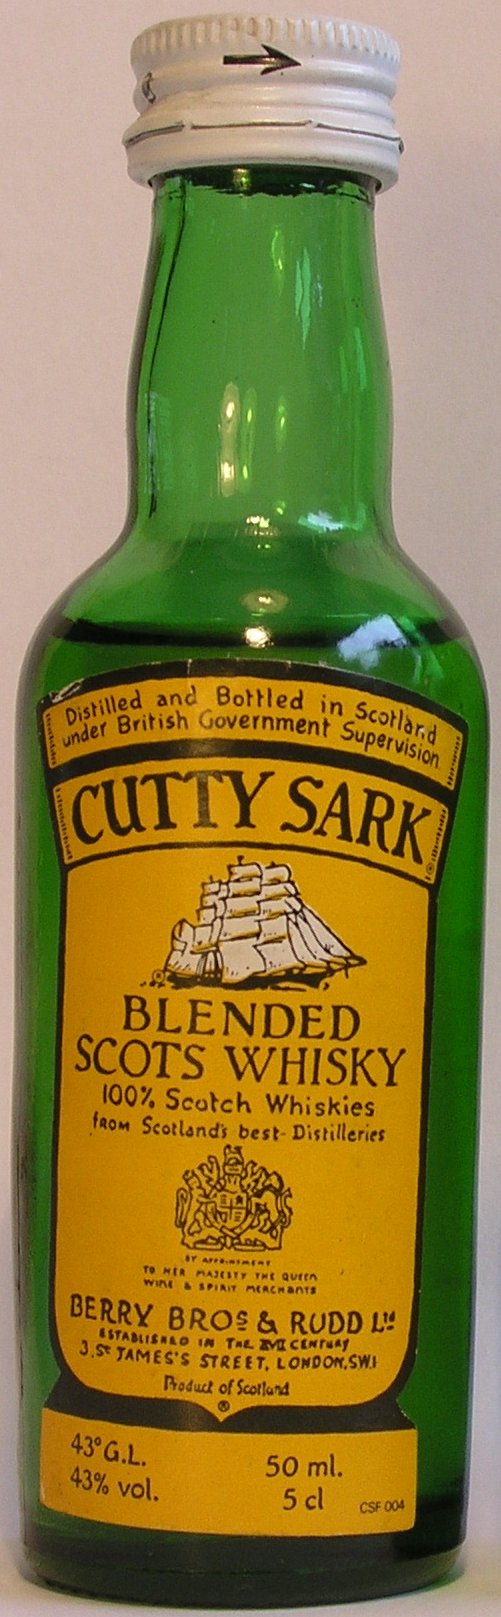 Distilled and Bottled in Scotland
under British Government Supervision
CUTTY SARK
BLENDED
SCOTS WHISKY
100% Scotch Whiskies
from Scotland's best Distilleries
BY APPOINTMENT
TO HER MAJESTY THE QUEEN
WINE & SPIRIT MERCHANTS
BERRY BROS & RUDD LTD
ESTABLISHED IN THE XVII CENTURY
3, ST JAMES'S STREET, LONDON, SW.1
Product of Scotland
®
43° G.L.
43% vol.
50 ml.
5 cl
CSF 004